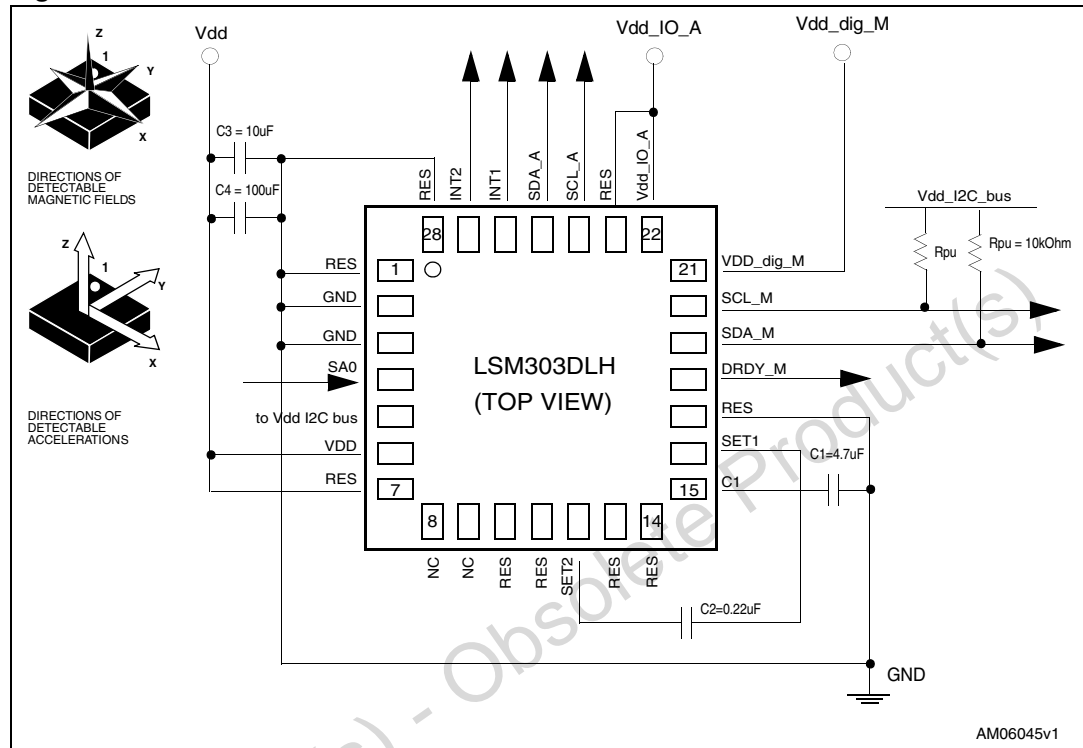 Vdd
Vdd_IO_A
Vdd_dig_M
Z
1
Y
X
DIRECTIONS OF
DETECTABLE
MAGNETIC FIELDS
C3 = 10uF
C4 = 100uF
RES
INT2
INT1
SDA_A
SCL_A
RES
Vdd_IO_A
Vdd_I2C_bus
Rpu
Rpu = 10kOhm
28
22
Z
1
Y
X
DIRECTIONS OF
DETECTABLE
ACCELERATIONS
RES
1
GND
GND
SA0
to Vdd I2C bus
VDD
RES
7
LSM303DLH
(TOP VIEW)
21
VDD_dig_M
SCL_M
SDA_M
DRDY_M
RES
SET1
C1=4.7uF
15
C1
8
14
NC
NC
RES
RES
SET2
RES
RES
C2=0.22uF
GND
AM06045v1
(s) - Obsolete Product(s)